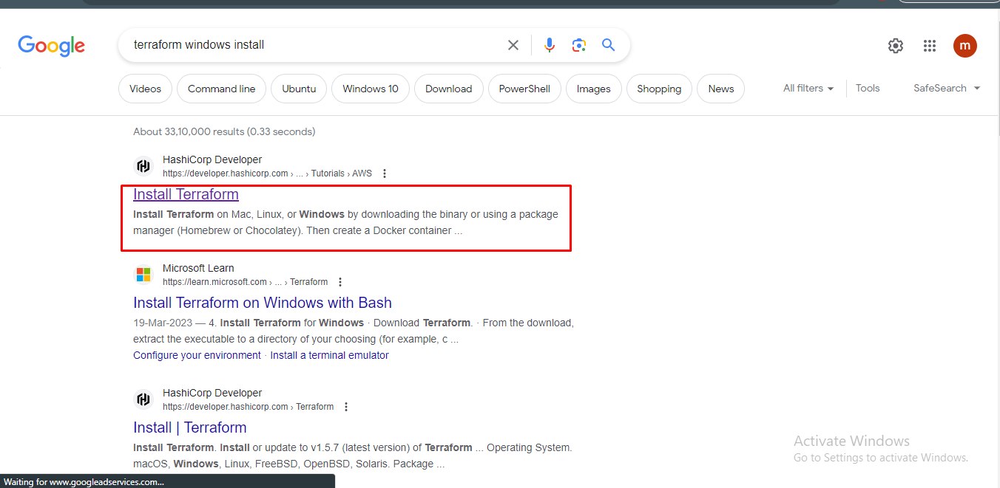 Google
terraform windows install
m
Videos
Command line
Ubuntu
Windows 10
Download
PowerShell
Images
Shopping
News
All filters
Tools
SafeSearch
About 33,10,000 results (0.33 seconds)
HashiCorp Developer
https://developer.hashicorp.com › ... › Tutorials › AWS
Install Terraform
Install Terraform on Mac, Linux, or Windows by downloading the binary or using a package
manager (Homebrew or Chocolatey). Then create a Docker container ...
Microsoft Learn
https://learn.microsoft.com › ... › Terraform
Install Terraform on Windows with Bash
19-Mar-2023 — 4. Install Terraform for Windows · Download Terraform. · From the download,
extract the executable to a directory of your choosing (for example, c ...
Configure your environment · Install a terminal emulator
HashiCorp Developer
https://developer.hashicorp.com › Terraform
Install | Terraform
Install Terraform. Install or update to v1.5.7 (latest version) of Terraform ... Operating System.
macOS, Windows, Linux, FreeBSD, OpenBSD, Solaris. Package ...
Activate Windows
Go to Settings to activate Windows.
Waiting for www.googleadservices.com...